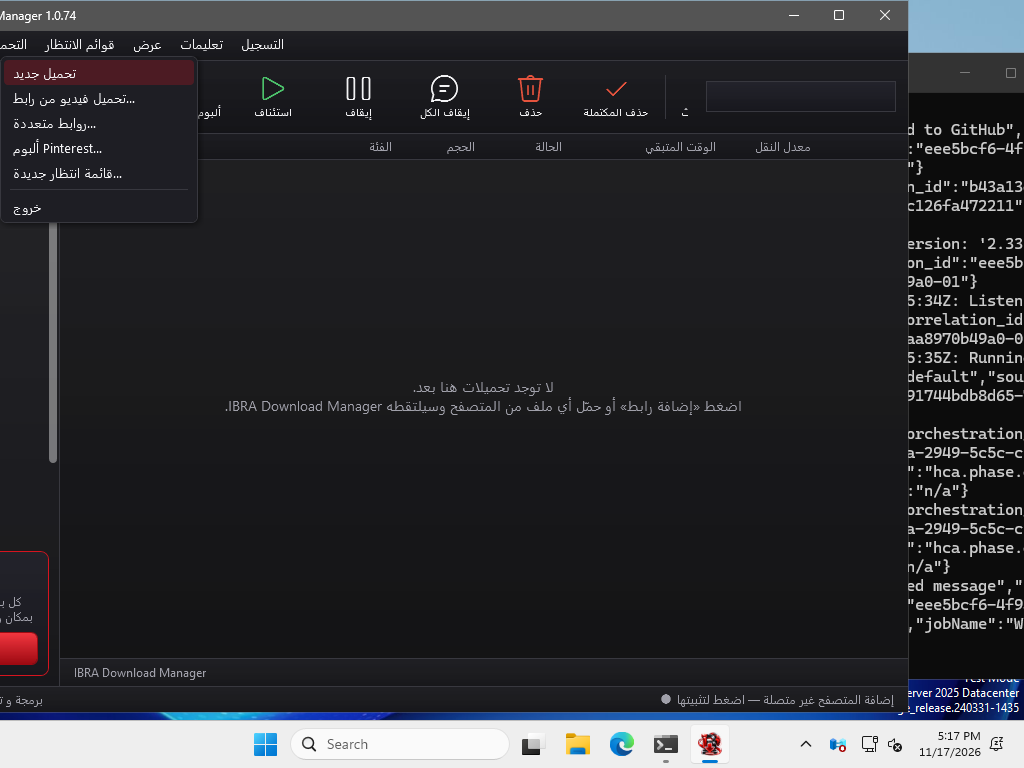 Manager 1.0.74
التسجيل
تعليمات
عرض
قوائم الانتظار
تحميل جديد
تحميل فيديو من رابط...
روابط متعددة...
ألبوم Pinterest...
قائمة انتظار جديدة...
خروج
استئناف
إيقاف
إيقاف الكل
حذف
حذف المكتملة
الفئة
الحجم
الحالة
الوقت المتبقي
معدل النقل
لا توجد تحميلات هنا بعد.
اضغط «إضافة رابط» أو حمّل أي ملف من المتصفح وسيلتقطه IBRA Download Manager.
كل
بمكان
IBRA Download Manager
برمجة و
إضافة المتصفح غير متصلة — اضغط لتثبيتها
d to GitHub",
:"eee5bcf6-4f
"}
n_id":"b43a13
c126fa472211"
ersion: '2.33
on_id":"eee5b
9a0-01"}
5:34Z: Listen
orrelation_id
aa8970b49a0-0
5:35Z: Runnin
default","sou
91744bdb8d65-
orchestration
a-2949-5c5c-c
":"hca.phase.
:"n/a"}
orchestration
a-2949-5c5c-c
":"hca.phase.
n/a"}
ed message","
"eee5bcf6-4f9
,"jobName":"W
Test Mode
erver 2025 Datacenter
e_release.240331-1435
Search
5:17 PM
11/17/2026